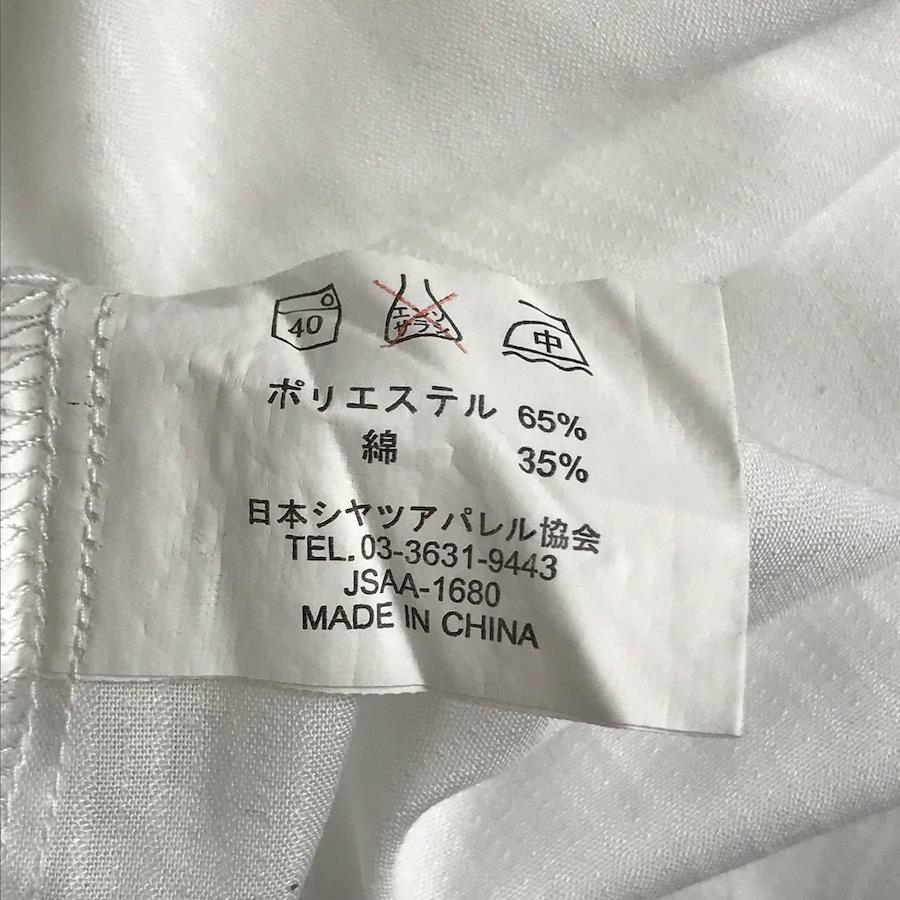 40
エンソ
サラシ
中
ポリエステル 65%
綿 35%
日本シヤツアパレル協会
TEL. 03-3631-9443
JSAA-1680
MADE IN CHINA